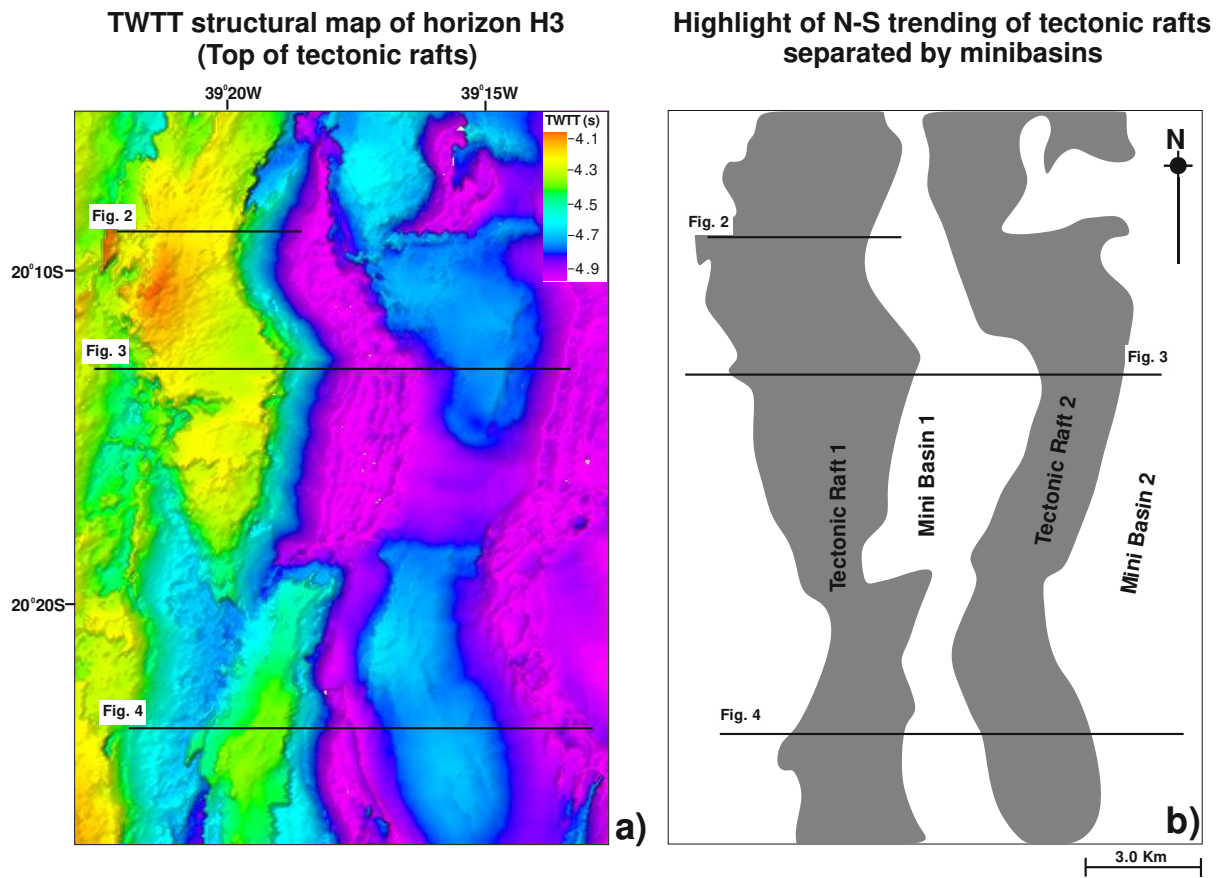 TWTT structural map of horizon H3
(Top of tectonic rafts)
39°20W
39°15W
TWTT (s)
−4.1
−4.3
−4.5
−4.7
−4.9
Fig. 2
20°10S
Fig. 3
20°20S
Fig. 4
a)
Highlight of N-S trending of tectonic rafts
separated by minibasins
N
Fig. 2
Fig. 3
Tectonic Raft 1
Mini Basin 1
Tectonic Raft 2
Mini Basin 2
Fig. 4
b)
3.0 Km